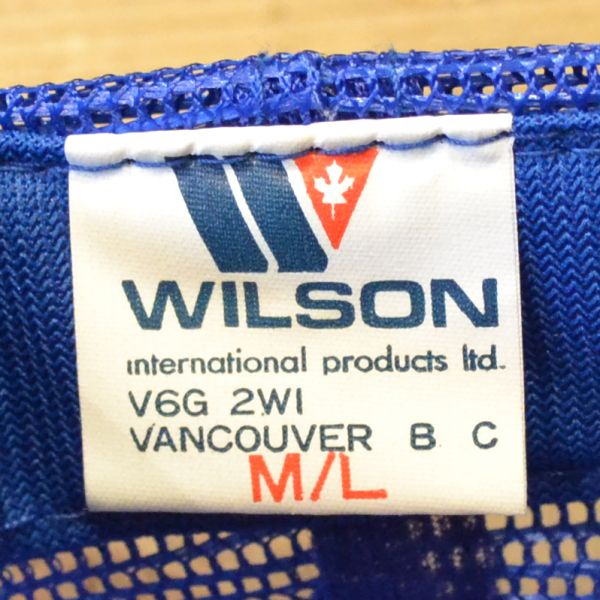 WILSON
international products ltd.
V6G 2W1
VANCOUVER B C
M/L